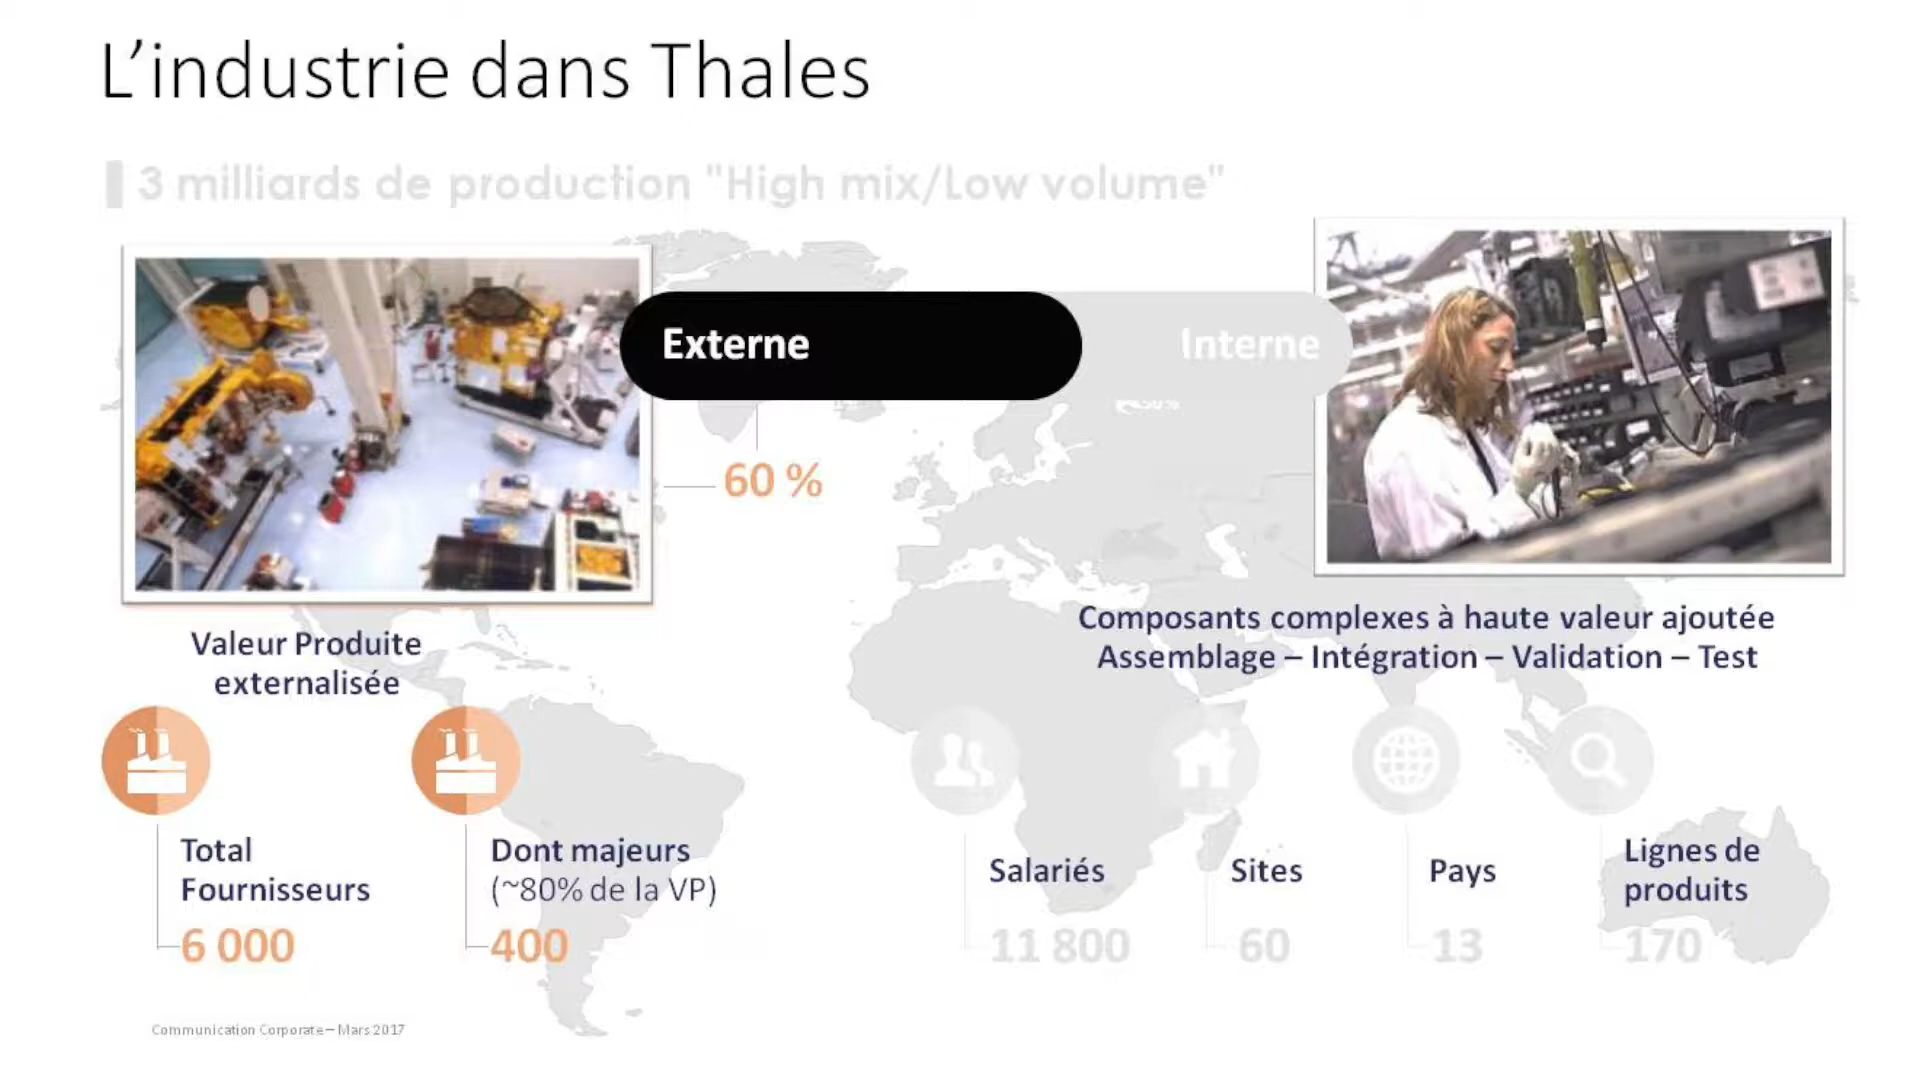 L'industrie dans Thales
3 milliards de production "High mix/Low volume"
Externe
Interne
60 %
Valeur Produite
externalisée
Composants complexes à haute valeur ajoutée
Assemblage – Intégration – Validation – Test
Total
Fournisseurs
6 000
Dont majeurs
(~80% de la VP)
400
Salariés
11 800
Sites
60
Pays
13
Lignes de
produits
170
Communication Corporate – Mars 2017